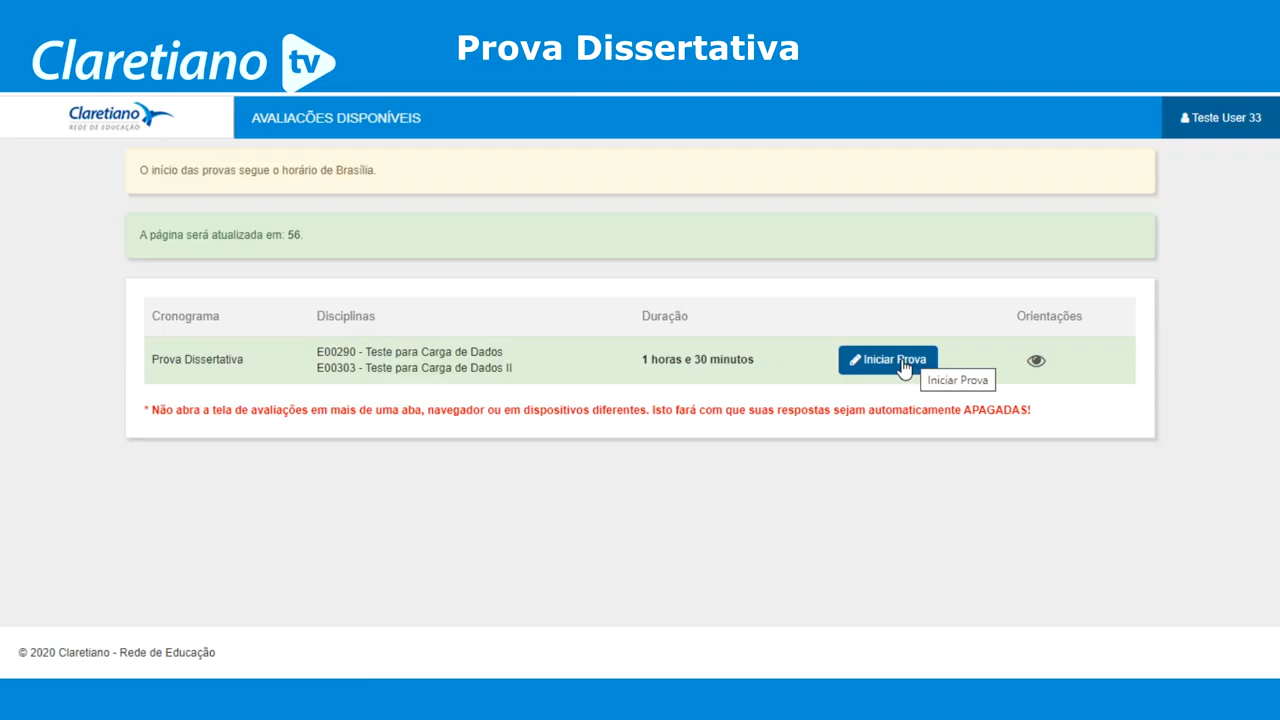 Claretiano tv
Prova Dissertativa
Claretiano
REDE DE EDUCAÇÃO
AVALIACÕES DISPONÍVEIS
Teste User 33
O início das provas segue o horário de Brasília.
A página será atualizada em: 56.
Cronograma Disciplinas Duração Orientações
Prova Dissertativa
E00290 - Teste para Carga de Dados
E00303 - Teste para Carga de Dados II
1 horas e 30 minutos
Iniciar Prova
Iniciar Prova
* Não abra a tela de avaliações em mais de uma aba, navegador ou em dispositivos diferentes. Isto fará com que suas respostas sejam automaticamente APAGADAS!
© 2020 Claretiano - Rede de Educação